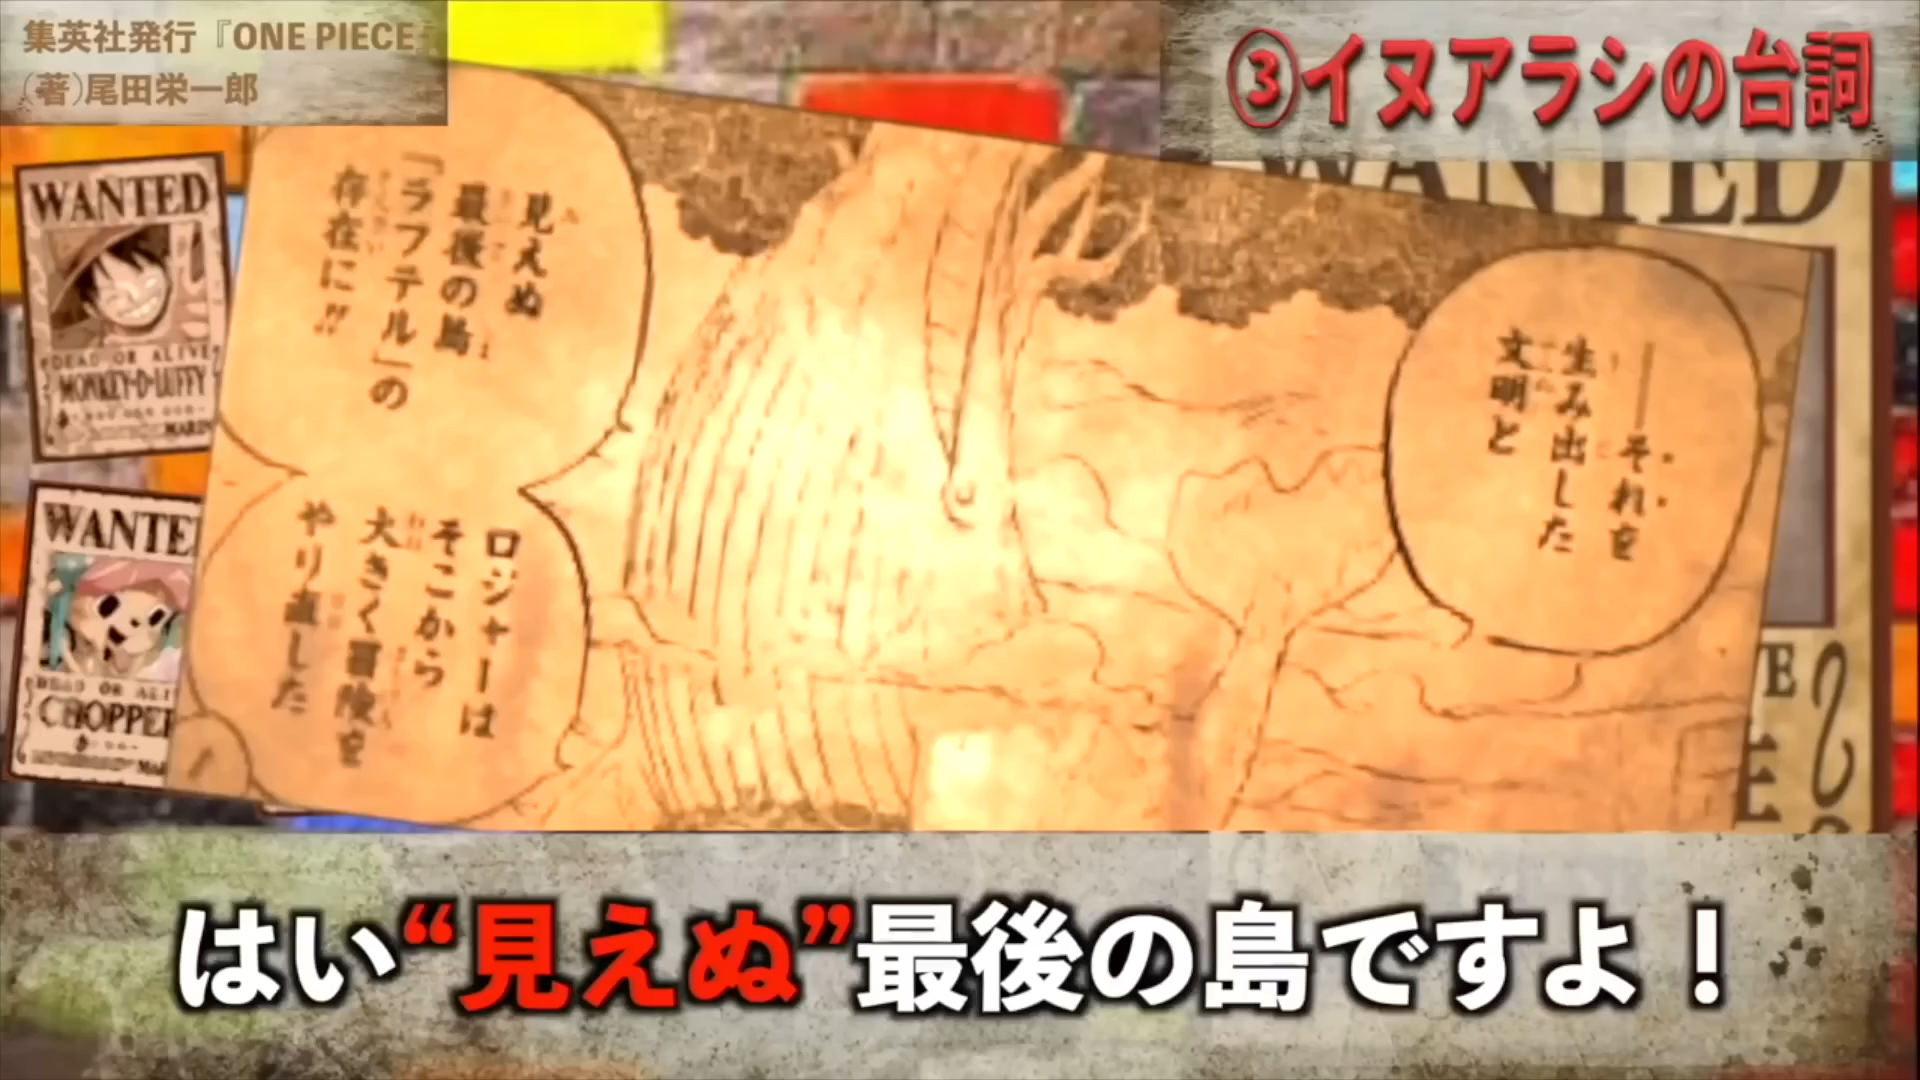 集英社発行『ONE PIECE』
(著)尾田栄一郎
③イヌアラシの台詞
WANTED
WANTED
DEAD OR ALIVE
MONKEY·D·LUFFY
WANTE
CHOPPER
――それを
生み出した
文明と
見えぬ
最後の島
「ラフテル」の
存在に!!
ロジャーは
そこから
大きく冒険を
やり直した
はい“見えぬ”最後の島ですよ！